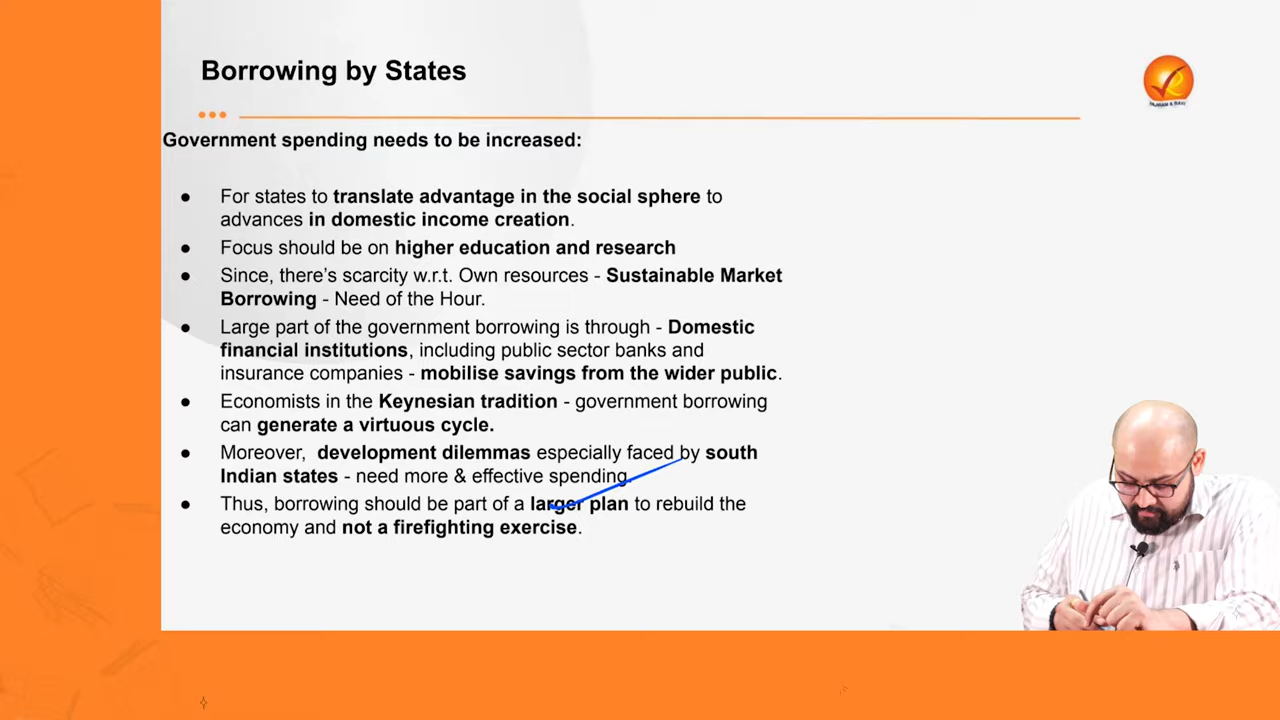 Borrowing by States
Government spending needs to be increased:
● For states to translate advantage in the social sphere to
advances in domestic income creation.
● Focus should be on higher education and research
● Since, there's scarcity w.r.t. Own resources - Sustainable Market
Borrowing - Need of the Hour.
● Large part of the government borrowing is through - Domestic
financial institutions, including public sector banks and
insurance companies - mobilise savings from the wider public.
● Economists in the Keynesian tradition - government borrowing
can generate a virtuous cycle.
● Moreover, development dilemmas especially faced by south
Indian states - need more & effective spending.
● Thus, borrowing should be part of a larger plan to rebuild the
economy and not a firefighting exercise.